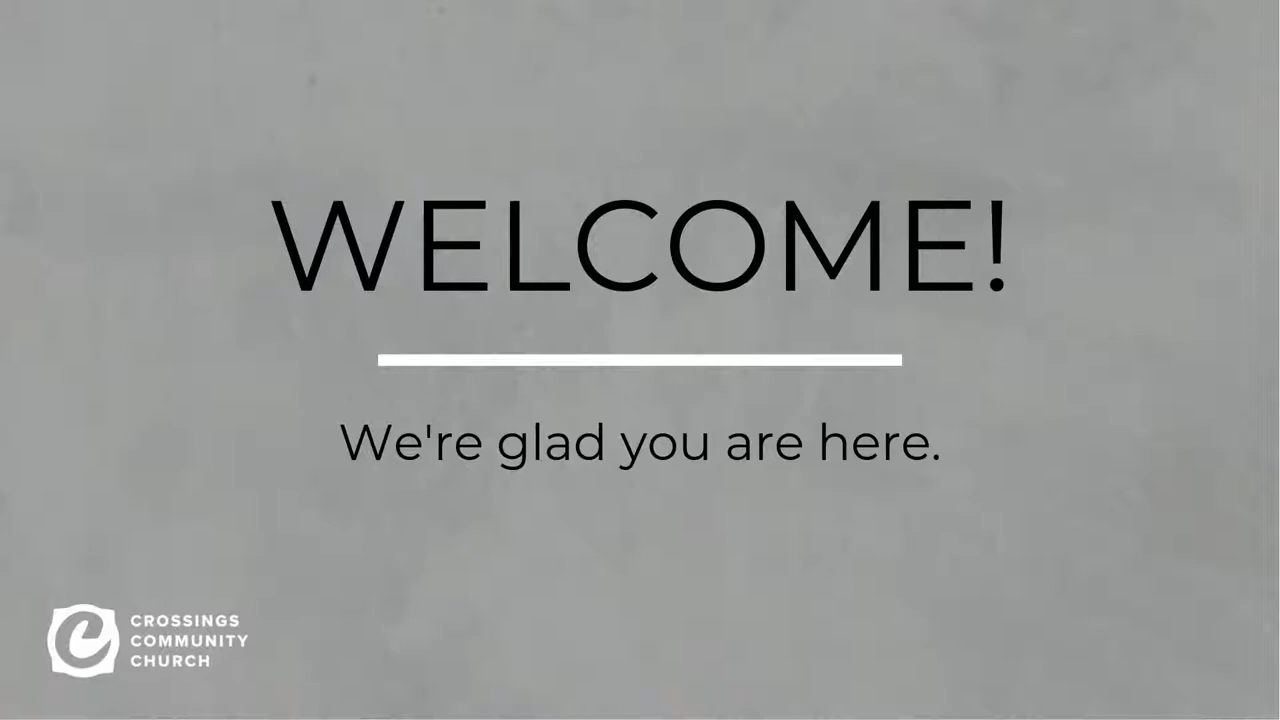 WELCOME!
We're glad you are here.
CROSSINGS
COMMUNITY
CHURCH